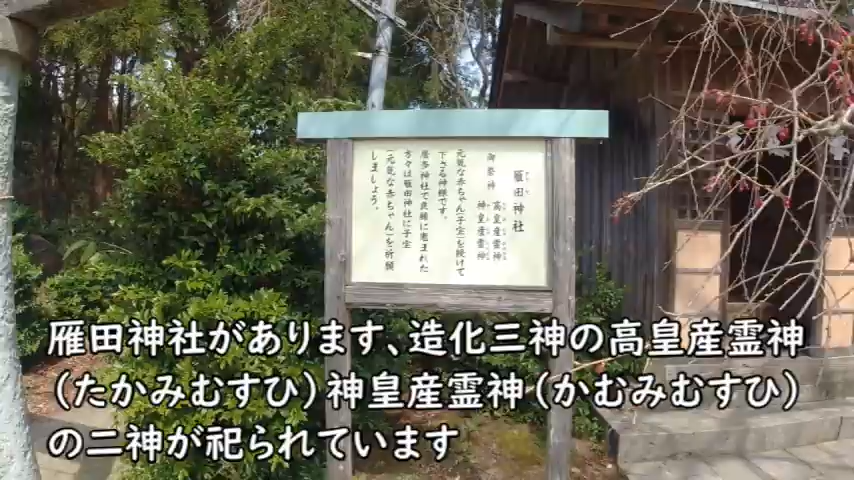 雁田神社
御祭神 高皇産霊神
神皇産霊神
元気な赤ちゃん(子宝)を授けて
下さる神様です。
暦参神社で良縁に恵まれた
方々は雁田神社に子宝
(元気な赤ちゃん)を祈願
しましょう。
雁田神社があります、造化三神の高皇産霊神
(たかみむすひ)神皇産霊神(かむみむすひ)
の二神が祀られています